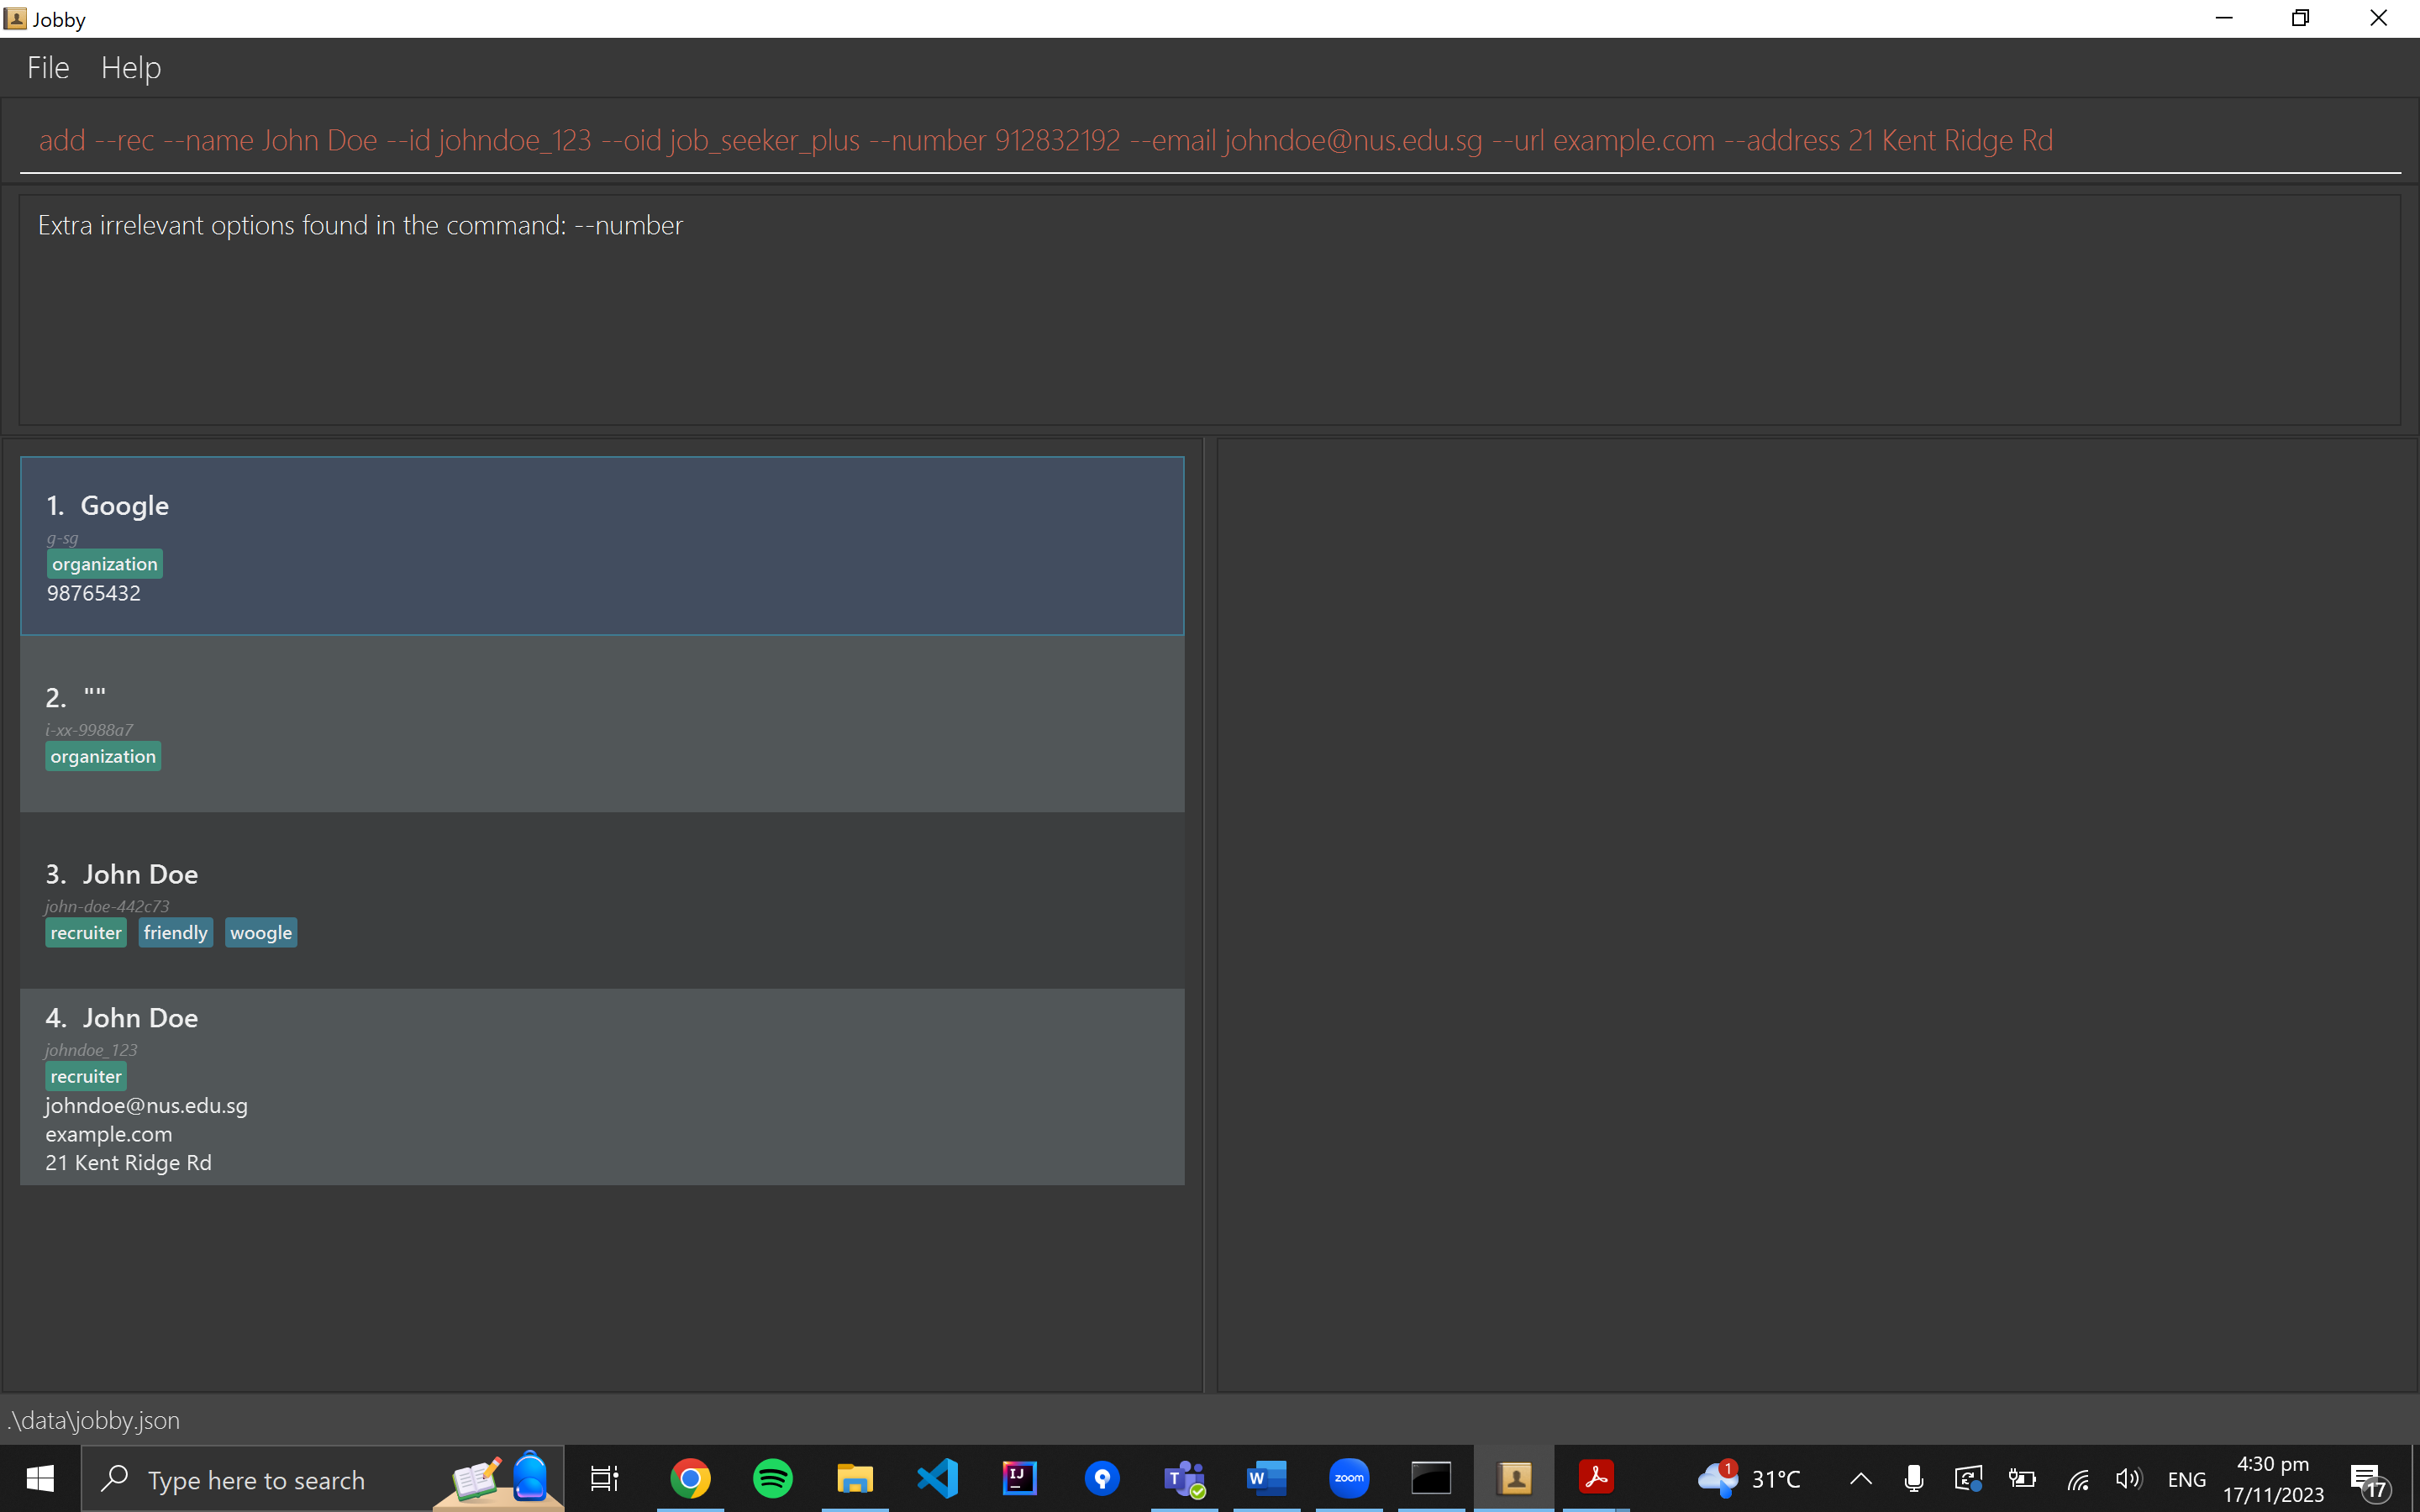 Jobby
File Help
add --rec --name John Doe --id johndoe_123 --oid job_seeker_plus --number 912832192 --email johndoe@nus.edu.sg --url example.com --address 21 Kent Ridge Rd
Extra irrelevant options found in the command: --number
1. Google
g-sg
organization
98765432
2. ""
i-xx-9988a7
organization
3. John Doe
john-doe-442c73
recruiter friendly woogle
4. John Doe
johndoe_123
recruiter
johndoe@nus.edu.sg
example.com
21 Kent Ridge Rd
.\data\jobby.json
Type here to search
IJ
T
W
zoom
1
31°C
ENG
4:30 pm
17/11/2023
17